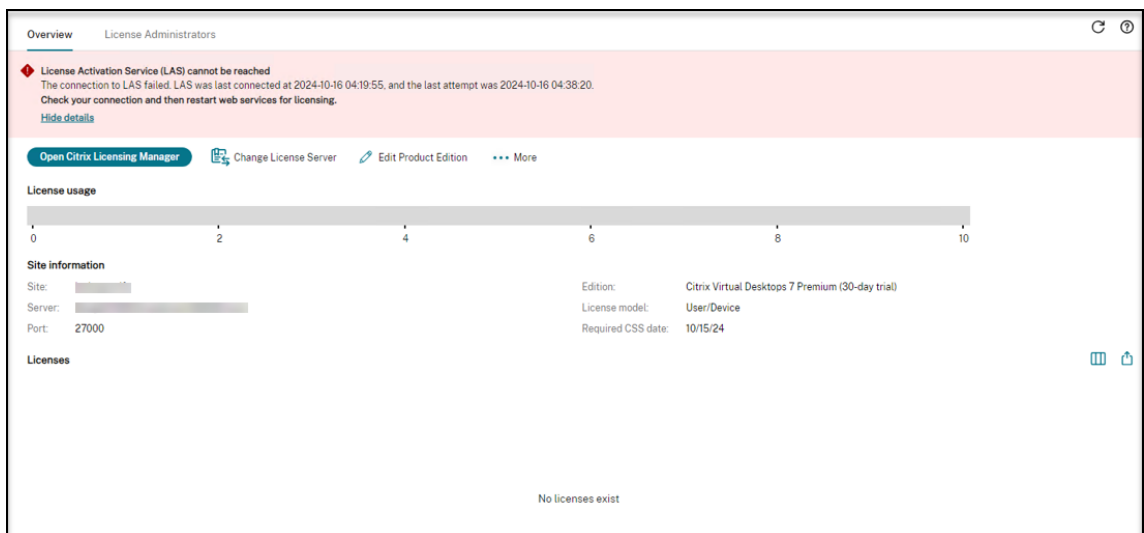 Overview License Administrators
License Activation Service (LAS) cannot be reached
The connection to LAS failed. LAS was last connected at 2024-10-16 04:19:55, and the last attempt was 2024-10-16 04:38:20.
Check your connection and then restart web services for licensing.
Hide details
Open Citrix Licensing Manager Change License Server Edit Product Edition ••• More
License usage
0 2 4 6 8 10
Site information
Site: Edition: Citrix Virtual Desktops 7 Premium (30-day trial)
Server: License model: User/Device
Port: 27000 Required CSS date: 10/15/24
Licenses
No licenses exist